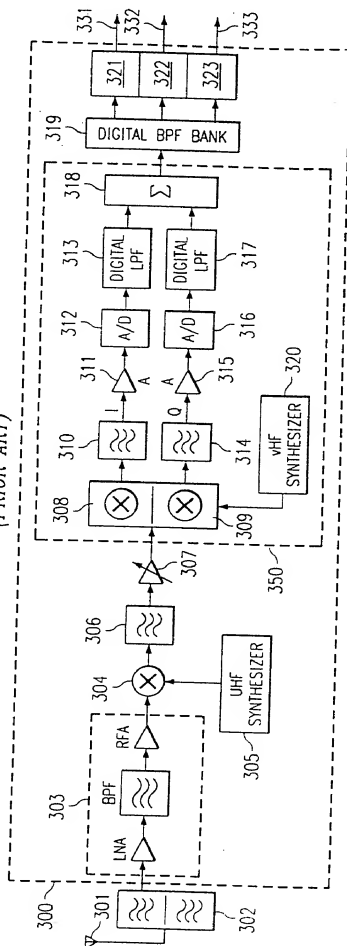 (PRIOR ART)
300
301
302
303
LNA
BPF
RFA
304
305
UHF
SYNTHESIZER
306
307
308
309
350
310
I
311
A
312
A/D
313
DIGITAL
LPF
314
Q
315
A
316
A/D
317
DIGITAL
LPF
318
Σ
319
DIGITAL BPF BANK
320
vHF
SYNTHESIZER
321
322
323
331
332
333